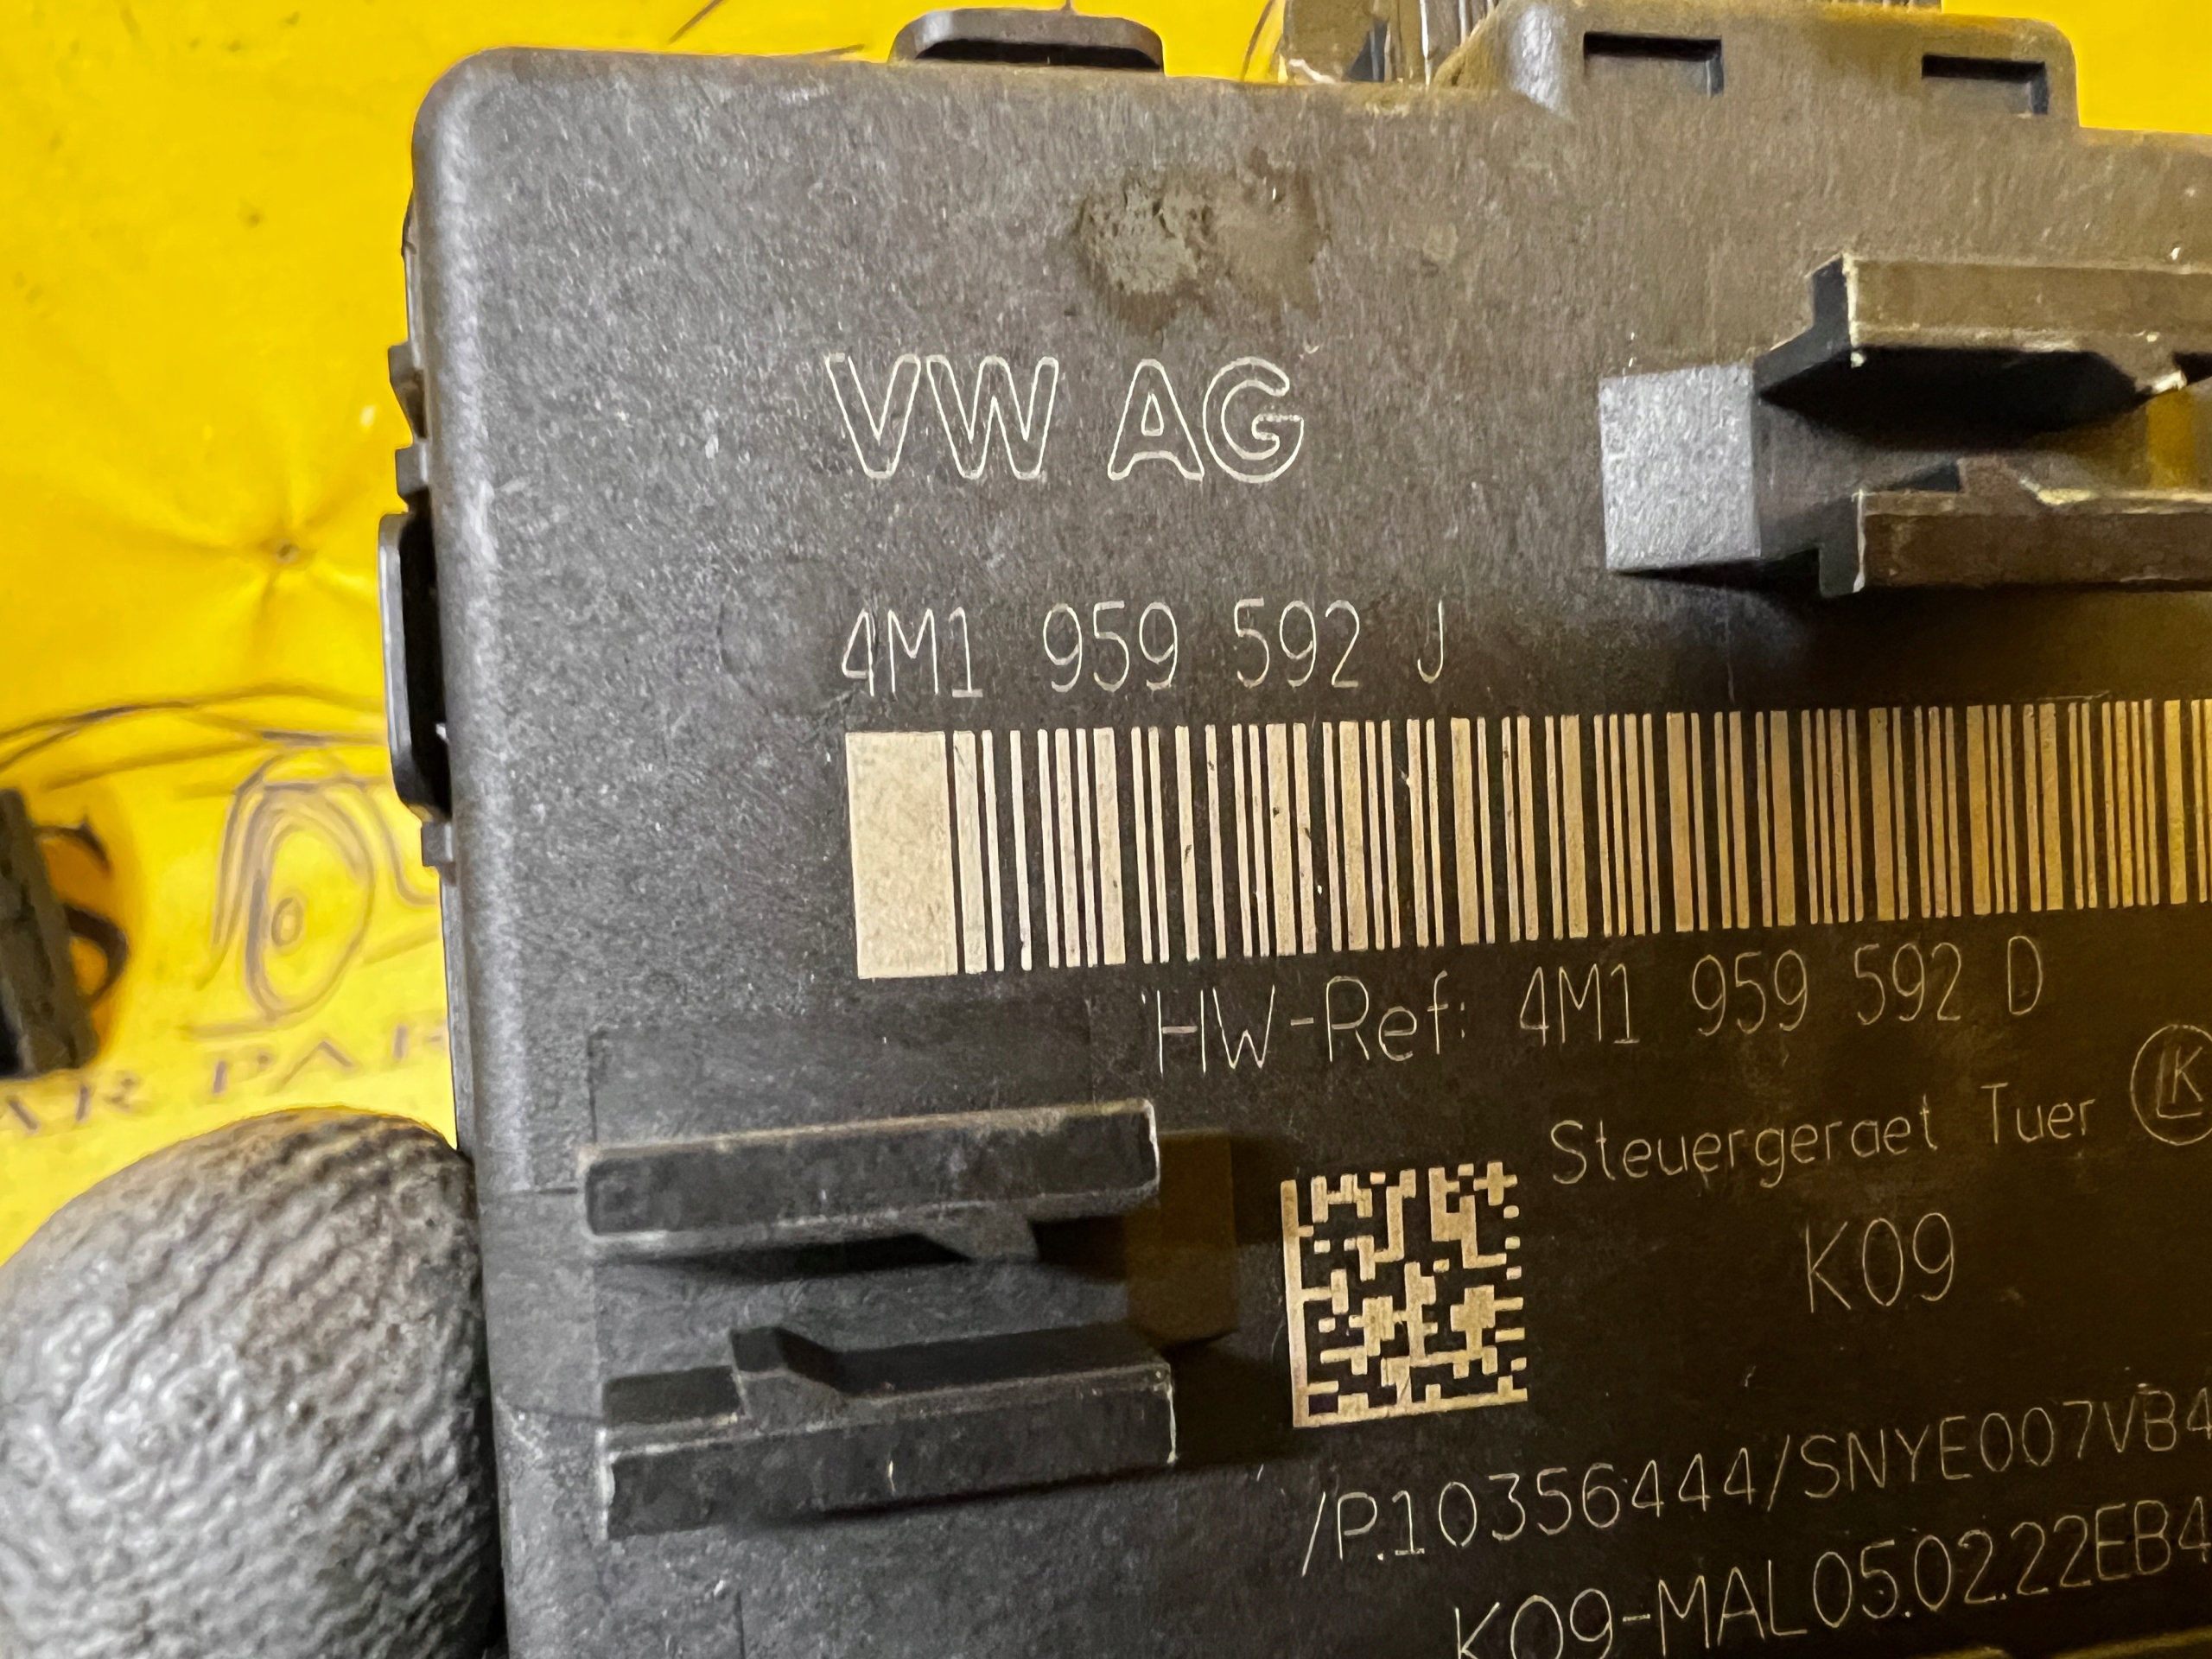 VW AG
4M1 959 592 J
HW-Ref: 4M1 959 592 D
Steuergeraet Tuer LK
K09
/P.10356444/SNYE007VB4
K09-MAL05.02.22EB4